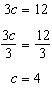 3c = 12
3c/3 = 12/3
c = 4